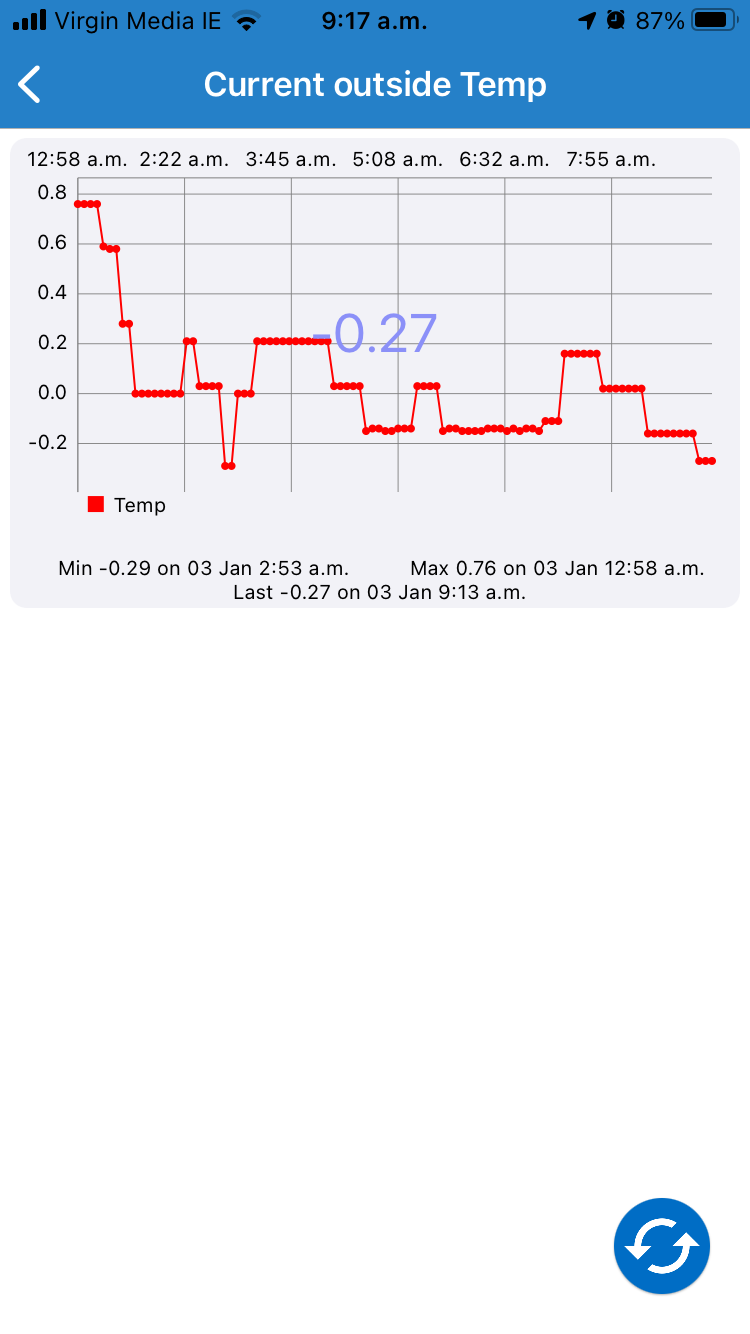 Virgin Media IE 9:17 a.m. 87%
Current outside Temp
12:58 a.m. 2:22 a.m. 3:45 a.m. 5:08 a.m. 6:32 a.m. 7:55 a.m.
0.8
0.6
0.4
0.2
-0.27
0.0
-0.2
Temp
Min -0.29 on 03 Jan 2:53 a.m. Max 0.76 on 03 Jan 12:58 a.m.
Last -0.27 on 03 Jan 9:13 a.m.